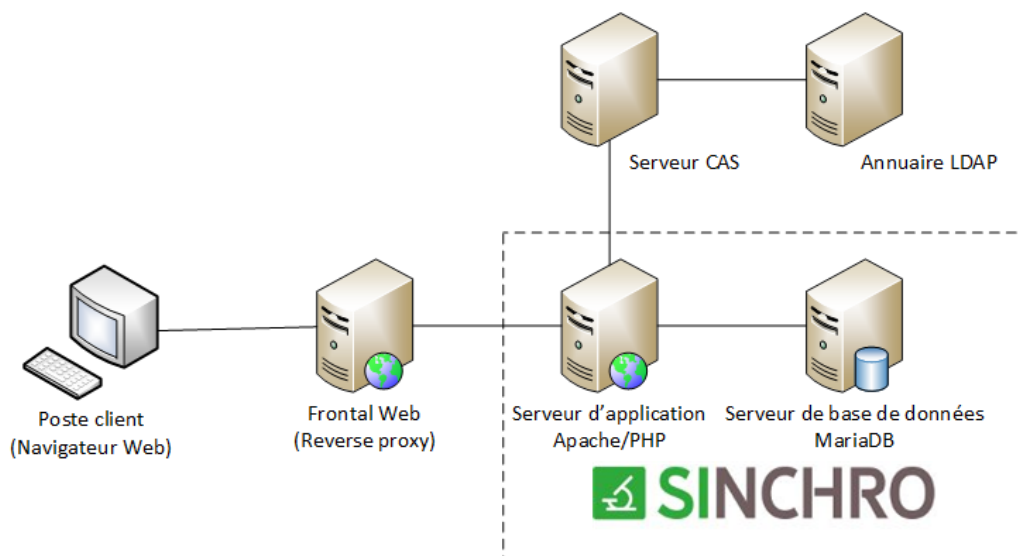 Serveur CAS
Annuaire LDAP
Poste client
(Navigateur Web)
Frontal Web
(Reverse proxy)
Serveur d'application
Apache/PHP
Serveur de base de données
MariaDB
SINCHRO